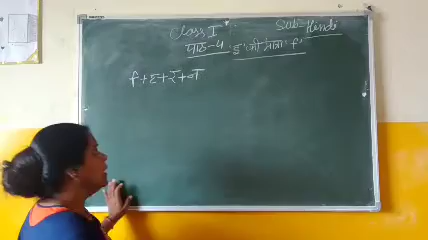 Class I Sub- Hindi
पाठ-4 इ की मात्रा ि
ि+ह+र+न